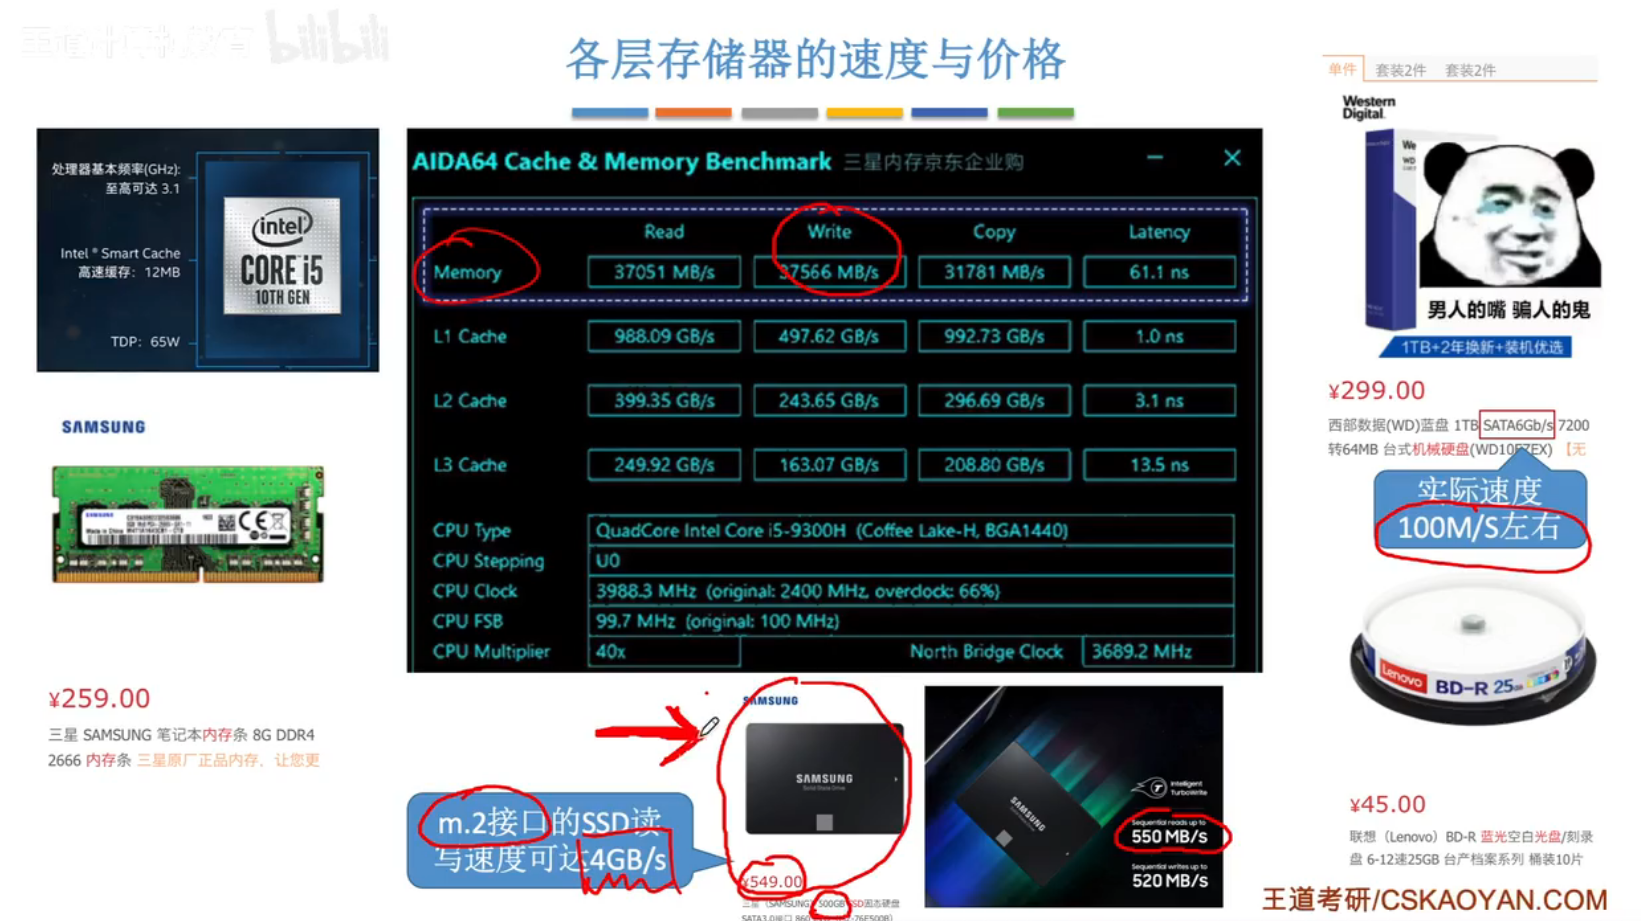 bilibili
各层存储器的速度与价格
处理器基本频率(GHz):
至高可达 3.1
Intel® Smart Cache
高速缓存：12MB
TDP：65W
intel
CORE i5
10TH GEN
SAMSUNG
¥259.00
三星 SAMSUNG 笔记本内存条 8G DDR4
2666 内存条 三星原厂正品内存，让您更
AIDA64 Cache & Memory Benchmark 三星内存京东企业购
Read Write Copy Latency
Memory 37051 MB/s 37566 MB/s 31781 MB/s 61.1 ns
L1 Cache 988.09 GB/s 497.62 GB/s 992.73 GB/s 1.0 ns
L2 Cache 399.35 GB/s 243.65 GB/s 296.69 GB/s 3.1 ns
L3 Cache 249.92 GB/s 163.07 GB/s 208.80 GB/s 13.5 ns
CPU Type QuadCore Intel Core i5-9300H (Coffee Lake-H, BGA1440)
CPU Stepping U0
CPU Clock 3988.3 MHz (original: 2400 MHz, overclock: 66%)
CPU FSB 99.7 MHz (original: 100 MHz)
CPU Multiplier 40x North Bridge Clock 3689.2 MHz
m.2接口的SSD读
写速度可达4GB/s
SAMSUNG
SAMSUNG
Solid State Drive
¥549.00
三星（SAMSUNG）500GB SSD固态硬盘
SATA3.0接口 860
SAMSUNG
Intelligent
TurboWrite
Sequential reads up to
550 MB/s
Sequential writes up to
520 MB/s
单件 套装2件 套装2件
Western
Digital
男人的嘴 骗人的鬼
1TB+2年换新+装机优选
¥299.00
西部数据(WD)蓝盘 1TB SATA6Gb/s 7200
转64MB 台式机械硬盘(WD10EZEX) 【无
实际速度
100M/S左右
Lenovo BD-R 25GB
¥45.00
联想（Lenovo）BD-R 蓝光空白光盘/刻录
盘 6-12速25GB 台产档案系列 桶装10片
王道考研/CSKAOYAN.COM